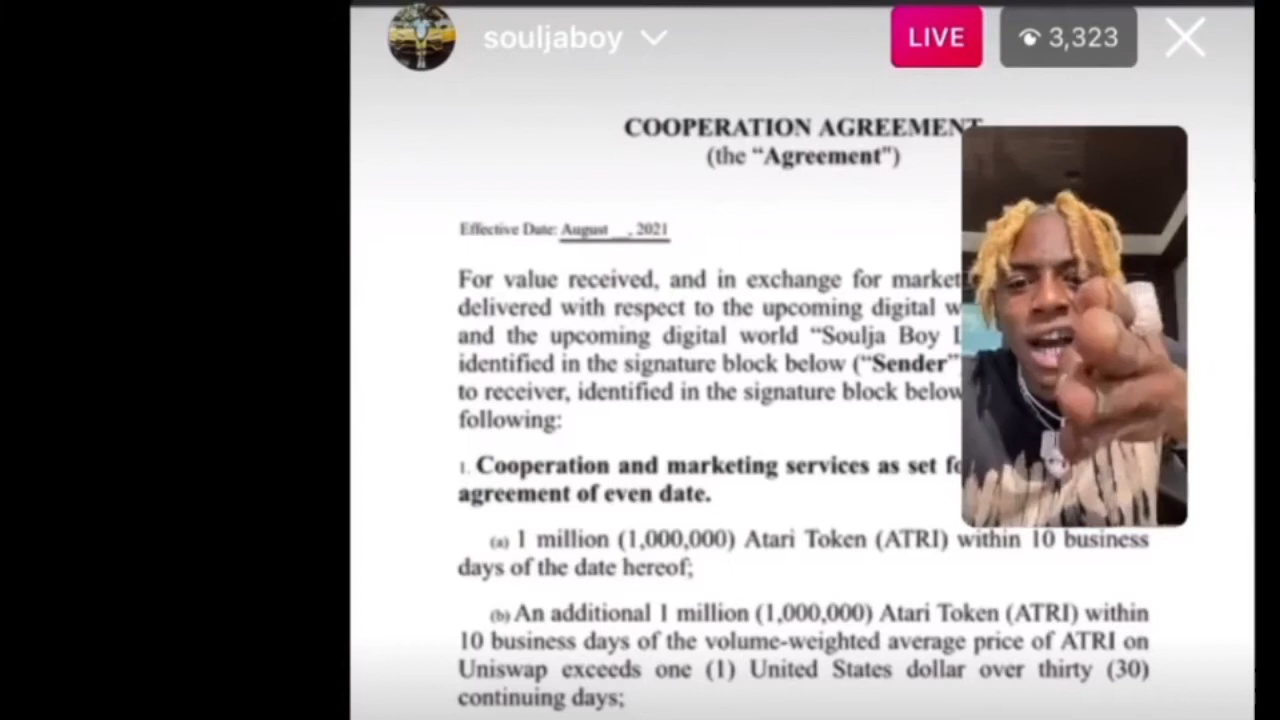 souljaboy
LIVE
3,323
COOPERATION AGREEMENT
(the “Agreement”)
Effective Date: August __, 2021
For value received, and in exchange for market
delivered with respect to the upcoming digital w
and the upcoming digital world “Soulja Boy
identified in the signature block below (“Sender”
to receiver, identified in the signature block below
following:
1. Cooperation and marketing services as set fo
agreement of even date.
(a) 1 million (1,000,000) Atari Token (ATRI) within 10 business
days of the date hereof;
(b) An additional 1 million (1,000,000) Atari Token (ATRI) within
10 business days of the volume-weighted average price of ATRI on
Uniswap exceeds one (1) United States dollar over thirty (30)
continuing days;